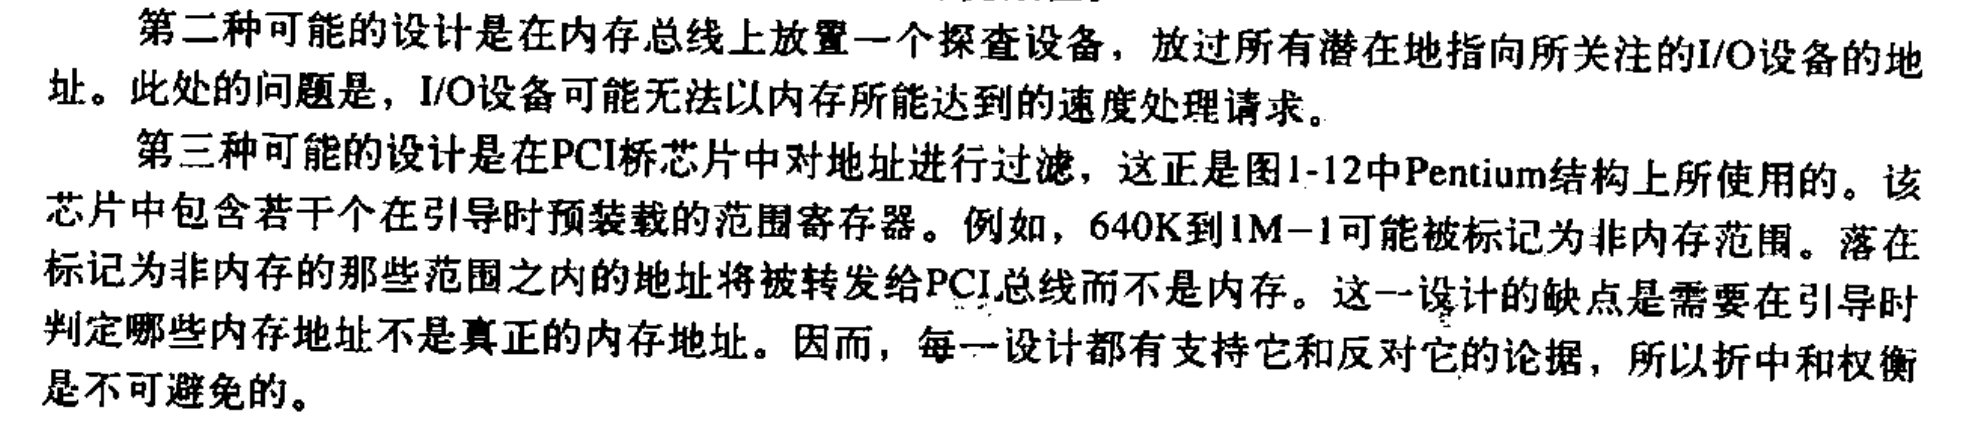 第二种可能的设计是在内存总线上放置一个探查设备，放过所有潜在地指向所关注的I/O设备的地
址。此处的问题是，I/O设备可能无法以内存所能达到的速度处理请求。
第三种可能的设计是在PCI桥芯片中对地址进行过滤，这正是图1-12中Pentium结构上所使用的。该
芯片中包含若干个在引导时预装载的范围寄存器。例如，640K到1M－1可能被标记为非内存范围。落在
标记为非内存的那些范围之内的地址将被转发给PCI总线而不是内存。这一设计的缺点是需要在引导时
判定哪些内存地址不是真正的内存地址。因而，每一设计都有支持它和反对它的论据，所以折中和权衡
是不可避免的。